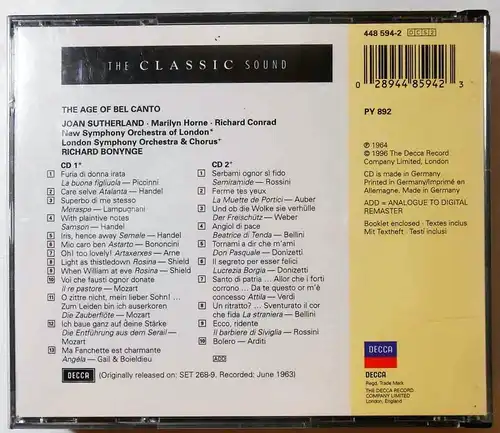 THE CLASSIC SOUND
448 594-2 DDLE
0 28944 85942 3
PY 892
THE AGE OF BEL CANTO
JOAN SUTHERLAND · Marilyn Horne · Richard Conrad
New Symphony Orchestra of London*
London Symphony Orchestra & Chorus+
RICHARD BONYNGE
CD 1*
1 Furia di donna irata
La buona figliuola — Piccinni
2 Care selve Atalanta — Handel
3 Superbo di me stesso
Meraspe — Lampugnani
4 With plaintive notes
Samson — Handel
5 Iris, hence away Semele — Handel
6 Mio caro ben Astarto — Bononcini
7 Oh! too lovely! Artaxerxes — Arne
8 Light as thistledown Rosina — Shield
9 When William at eve Rosina — Shield
10 Voi che fausti ognor donate
Il re pastore — Mozart
11 O zittre nicht, mein lieber Sohn! ...
Zum Leiden bin ich auserkoren
Die Zauberflöte — Mozart
12 Ich baue ganz auf deine Stärke
Die Entführung aus dem Serail —
Mozart
13 Ma Fanchette est charmante
Angéla — Gail & Boieldieu
CD 2+
1 Serbami ognor sì fido
Semiramide — Rossini
2 Ferme tes yeux
La Muette de Portici — Auber
3 Und ob die Wolke sie verhülle
Der Freischütz — Weber
4 Angiol di pace
Beatrice di Tenda — Bellini
5 Tornami a dir che m'ami
Don Pasquale — Donizetti
6 Il segreto per esser felici
Lucrezia Borgia — Donizetti
7 Santo di patria ... Allor che i forti
corrono ... Da te questo or m'è
concesso Attila — Verdi
8 Un ritratto? ... Sventurato il cor
che fida La straniera — Bellini
9 Ecco, ridente
Il barbiere di Siviglia — Rossini
10 Bolero — Arditi
ADD
DECCA (Originally released on: SET 268-9. Recorded: June 1963)
℗ 1964
© 1996 The Decca Record
Company Limited, London
CD is made in Germany
Printed in Germany/Imprimé en
Allemagne. Made in Germany
ADD = ANALOGUE TO DIGITAL
REMASTER
Booklet enclosed · Textes inclus
Mit Textheft · Testi inclusi
DECCA
DECCA
Regd. Trade Mark
THE DECCA RECORD
COMPANY LIMITED
London, England